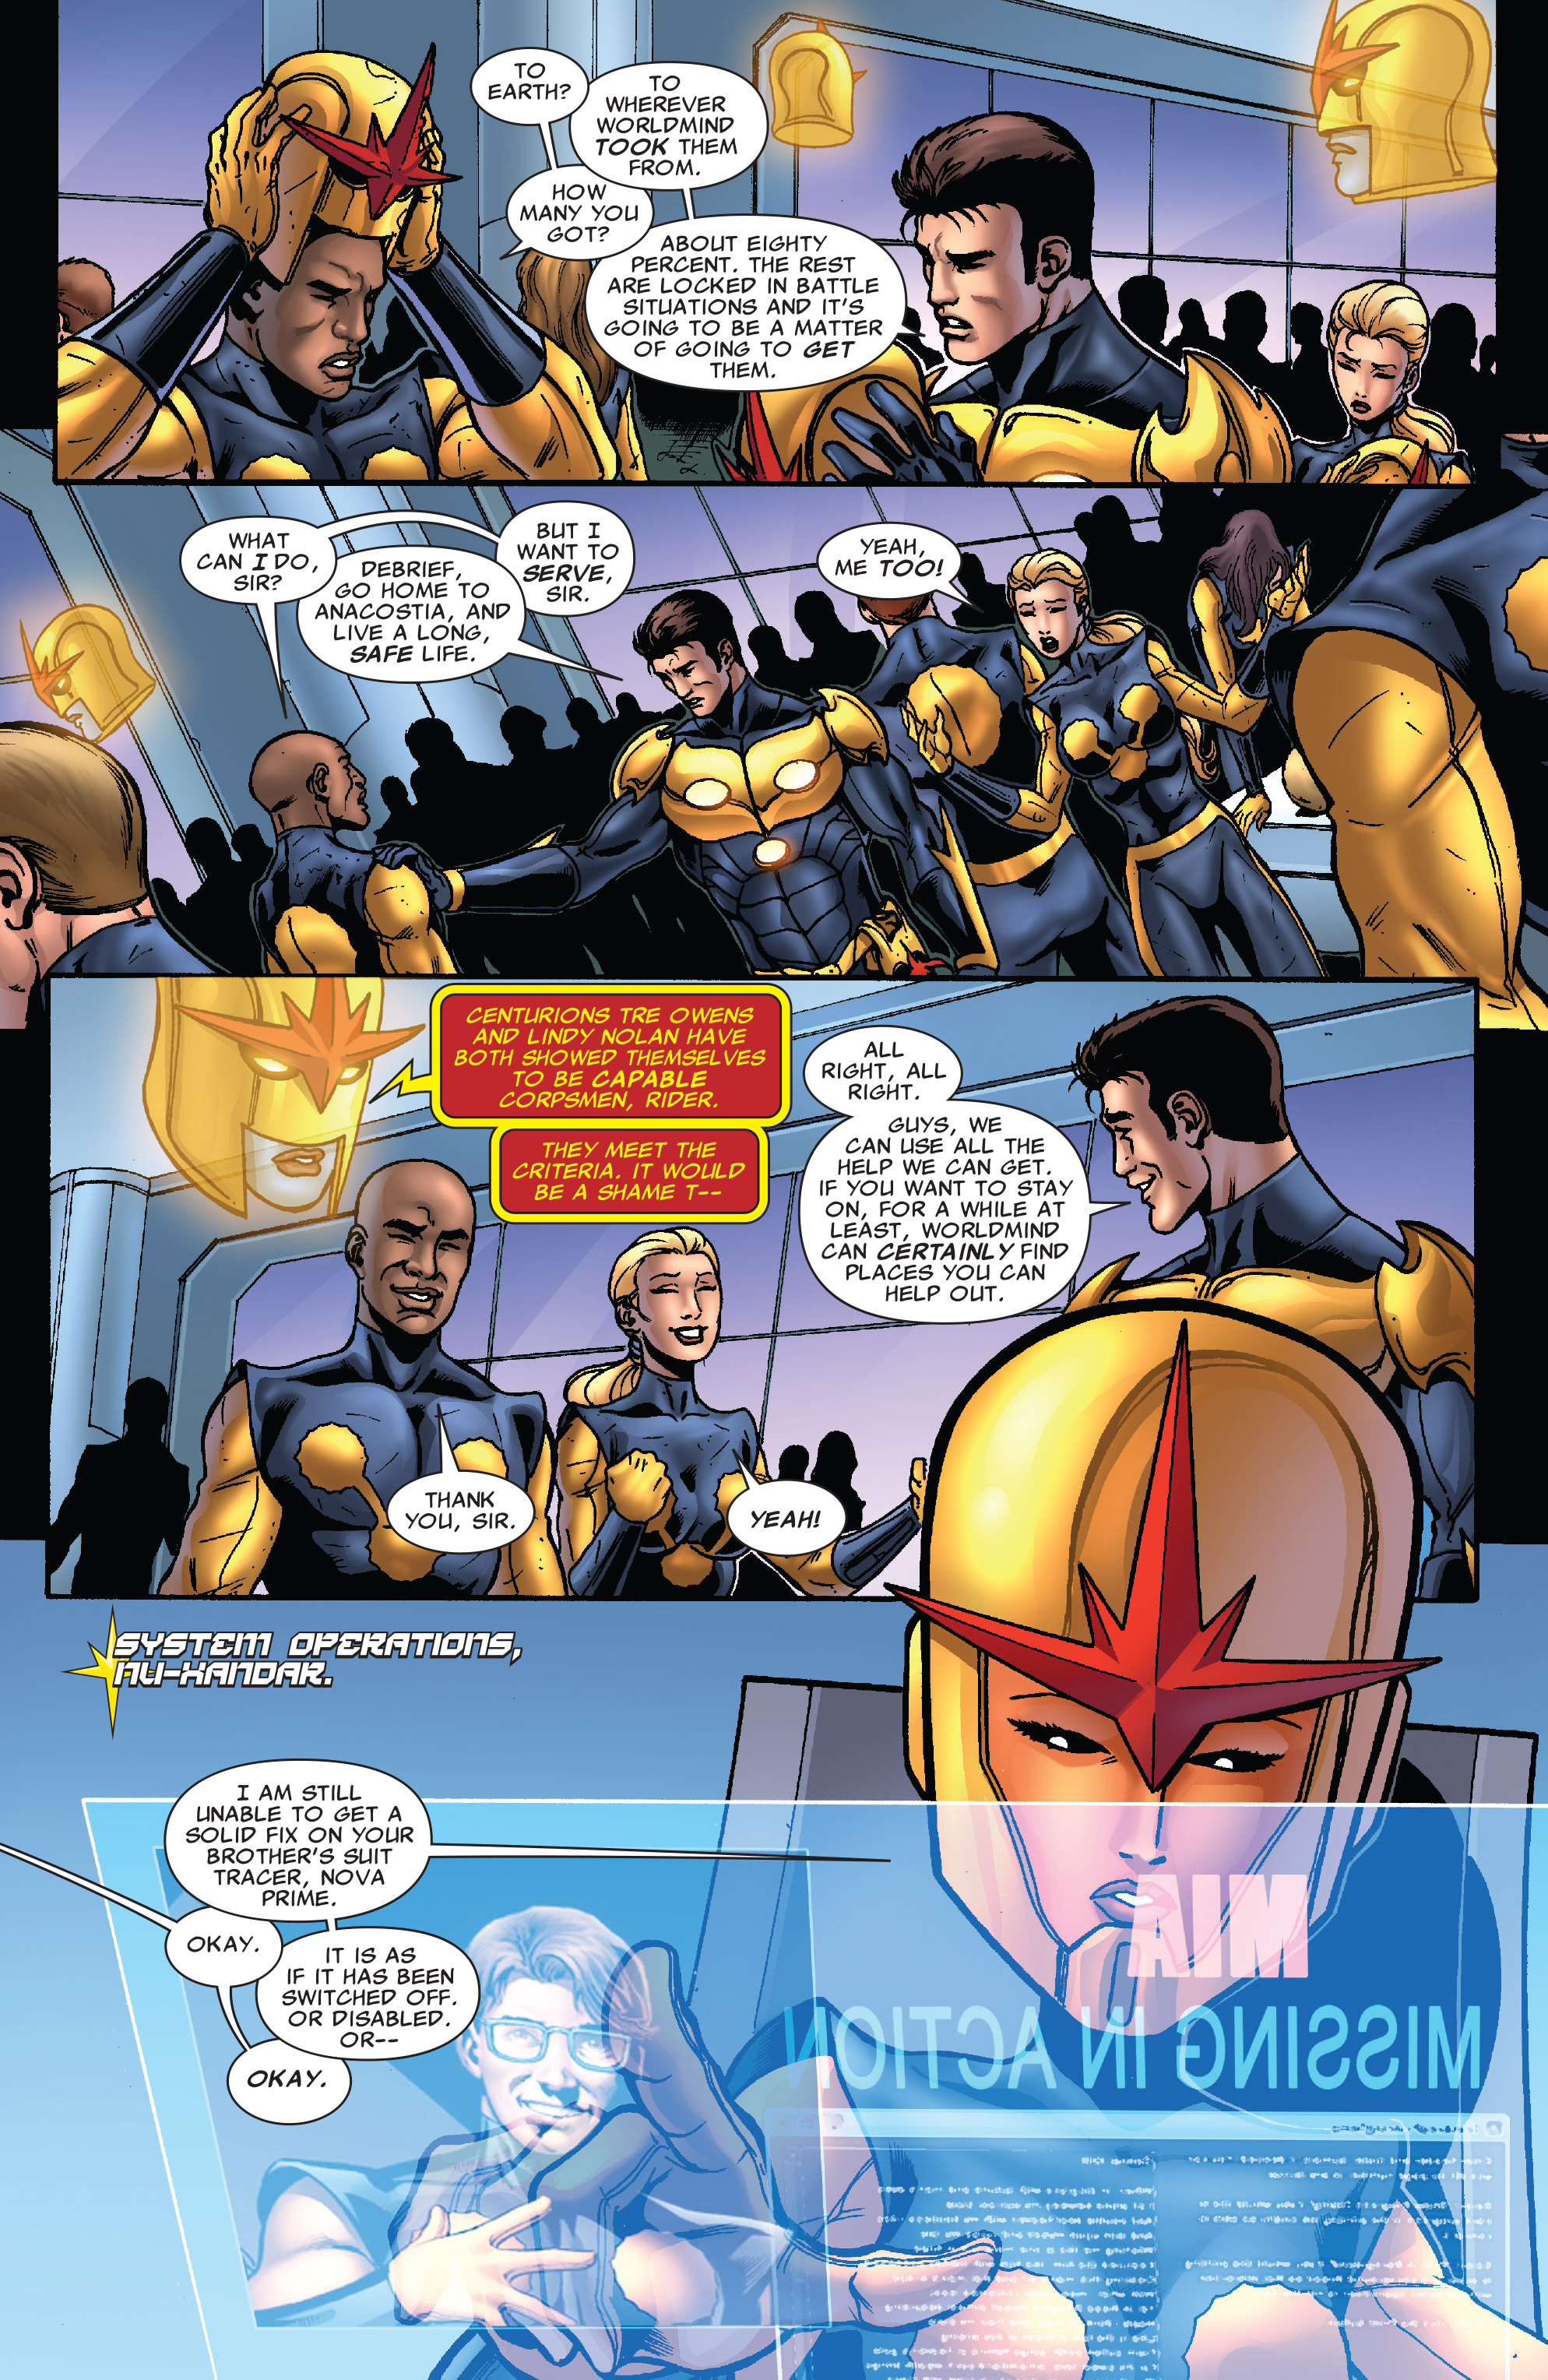 TO
EARTH?
HOW
MANY YOU
GOT?
TO
WHEREVER
WORLDMIND
TOOK THEM
FROM.
ABOUT EIGHTY
PERCENT. THE REST
ARE LOCKED IN BATTLE
SITUATIONS AND IT'S
GOING TO BE A MATTER
OF GOING TO GET
THEM.
WHAT
CAN I DO,
SIR?
DEBRIEF,
GO HOME TO
ANACOSTIA, AND
LIVE A LONG,
SAFE LIFE.
BUT I
WANT TO
SERVE,
SIR.
YEAH,
ME TOO!
CENTURIONS TRE OWENS
AND LINDY NOLAN HAVE
BOTH SHOWED THEMSELVES
TO BE CAPABLE
CORPSMEN, RIDER.
THEY MEET THE
CRITERIA. IT WOULD
BE A SHAME T--
ALL
RIGHT, ALL
RIGHT.
GUYS, WE
CAN USE ALL THE
HELP WE CAN GET.
IF YOU WANT TO STAY
ON, FOR A WHILE AT
LEAST, WORLDMIND
CAN CERTAINLY FIND
PLACES YOU CAN
HELP OUT.
THANK
YOU, SIR.
YEAH!
SYSTEM OPERATIONS,
NU-XANDAR.
I AM STILL
UNABLE TO GET A
SOLID FIX ON YOUR
BROTHER'S SUIT
TRACER, NOVA
PRIME.
OKAY.
IT IS AS
IF IT HAS BEEN
SWITCHED OFF.
OR DISABLED.
OR--
OKAY.
MIA
MISSING IN ACTION